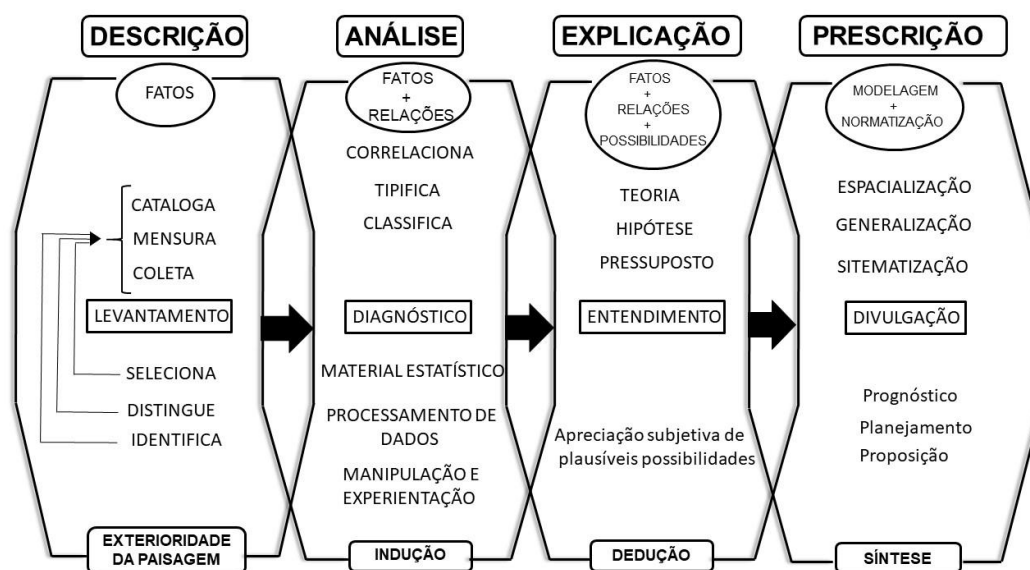 DESCRIÇÃO
FATOS
CATALOGA
MENSURA
COLETA
LEVANTAMENTO
SELECIONA
DISTINGUE
IDENTIFICA
EXTERIORIDADE
DA PAISAGEM
ANÁLISE
FATOS
+
RELAÇÕES
CORRELACIONA
TIPIFICA
CLASSIFICA
DIAGNÓSTICO
MATERIAL ESTATÍSTICO
PROCESSAMENTO DE
DADOS
MANIPULAÇÃO E
EXPERIENTAÇÃO
INDUÇÃO
EXPLICAÇÃO
FATOS
+
RELAÇÕES
+
POSSIBILIDADES
TEORIA
HIPÓTESE
PRESSUPOSTO
ENTENDIMENTO
Apreciação subjetiva de
plausíveis possibilidades
DEDUÇÃO
PRESCRIÇÃO
MODELAGEM
+
NORMATIZAÇÃO
ESPACIALIZAÇÃO
GENERALIZAÇÃO
SITEMATIZAÇÃO
DIVULGAÇÃO
Prognóstico
Planejamento
Proposição
SÍNTESE